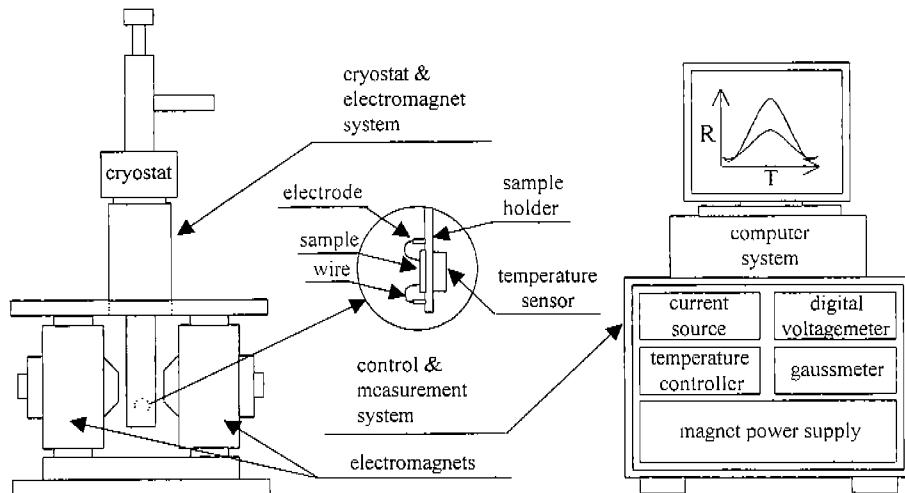 cryostat &
electromagnet
system
cryostat
electrode
sample
holder
sample
wire
temperature
sensor
control &
measurement
system
electromagnets
R
T
computer
system
current
source
digital
voltagemeter
temperature
controller
gaussmeter
magnet power supply